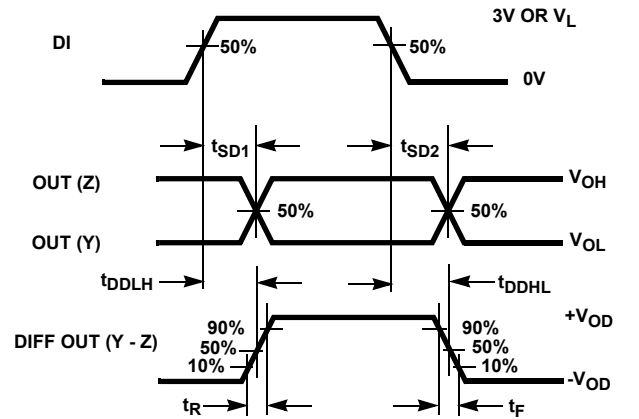 3V OR VL
DI
50%
50%
0V
tSD1
tSD2
OUT (Z)
VOH
50%
50%
OUT (Y)
VOL
tDDLH
tDDHL
+VOD
90%
90%
DIFF OUT (Y - Z)
50%
50%
10%
10%
-VOD
tR
tF